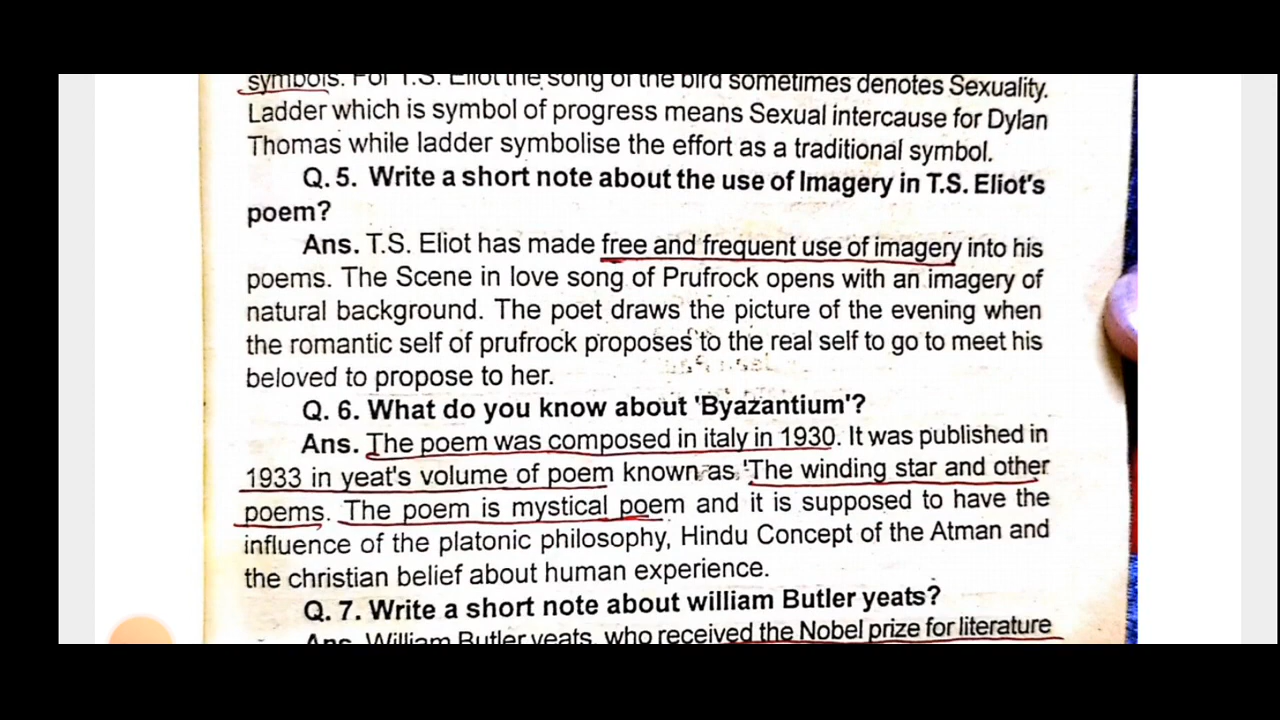 symbols. For T.S. Eliot the song of the bird sometimes denotes Sexuality.
Ladder which is symbol of progress means Sexual intercause for Dylan
Thomas while ladder symbolise the effort as a traditional symbol.
Q. 5. Write a short note about the use of Imagery in T.S. Eliot's
poem?
Ans. T.S. Eliot has made free and frequent use of imagery into his
poems. The Scene in love song of Prufrock opens with an imagery of
natural background. The poet draws the picture of the evening when
the romantic self of prufrock proposes to the real self to go to meet his
beloved to propose to her.
Q. 6. What do you know about 'Byazantium'?
Ans. The poem was composed in italy in 1930. It was published in
1933 in yeat's volume of poem known as 'The winding star and other
poems. The poem is mystical poem and it is supposed to have the
influence of the platonic philosophy, Hindu Concept of the Atman and
the christian belief about human experience.
Q. 7. Write a short note about william Butler yeats?
Ans. William Butler yeats, who received the Nobel prize for literature